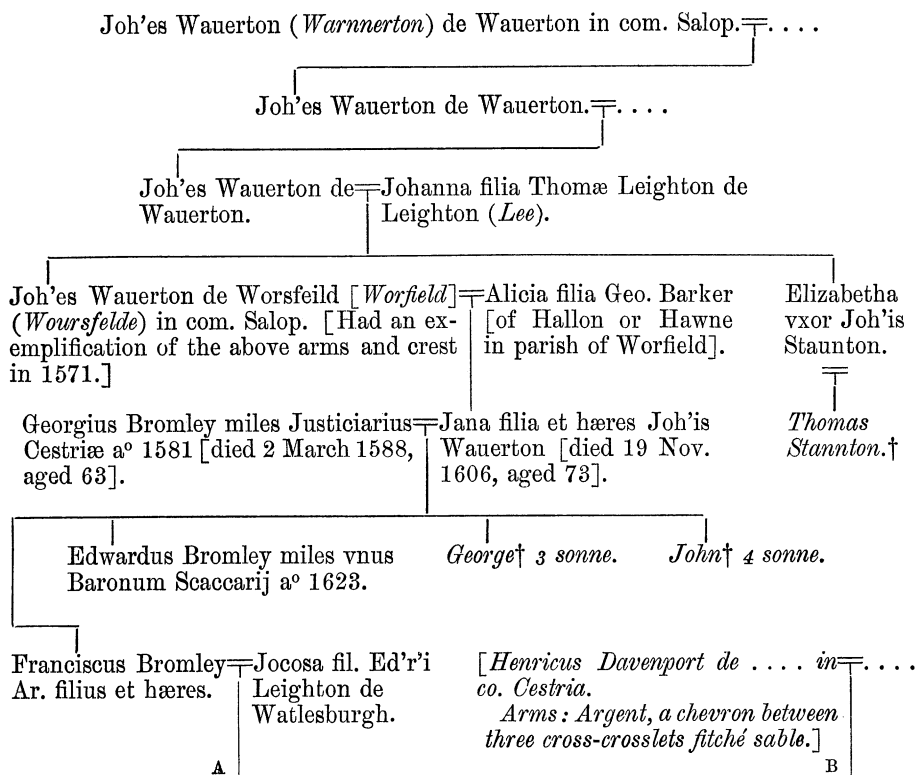 Joh'es Wauerton (Warnnerton) de Wauerton in com. Salop. . . . .
Joh'es Wauerton de Wauerton. . . . .
Joh'es Wauerton de
Wauerton.
Johanna filia Thomæ Leighton de
Leighton (Lee).
Joh'es Wauerton de Worsfeild [Worfield]
(Woursfelde) in com. Salop. [Had an ex-
emplification of the above arms and crest
in 1571.]
Alicia filia Geo. Barker
[of Hallon or Hawne
in parish of Worfield].
Elizabetha
vxor Joh'is
Staunton.
Georgius Bromley miles Justiciarius
Cestriæ aº 1581 [died 2 March 1588,
aged 63].
Jana filia et hæres Joh'is
Wauerton [died 19 Nov.
1606, aged 73].
Thomas
Stannton.†
Edwardus Bromley miles vnus
Baronum Scaccarij aº 1623.
George† 3 sonne.
John† 4 sonne.
Franciscus Bromley
Ar. filius et hæres.
Jocosa fil. Ed'r'i
Leighton de
Watlesburgh.
[Henricus Davenport de . . . . in . . . .
co. Cestria.
Arms: Argent, a chevron between
three cross-crosslets fitché sable.]
A
B